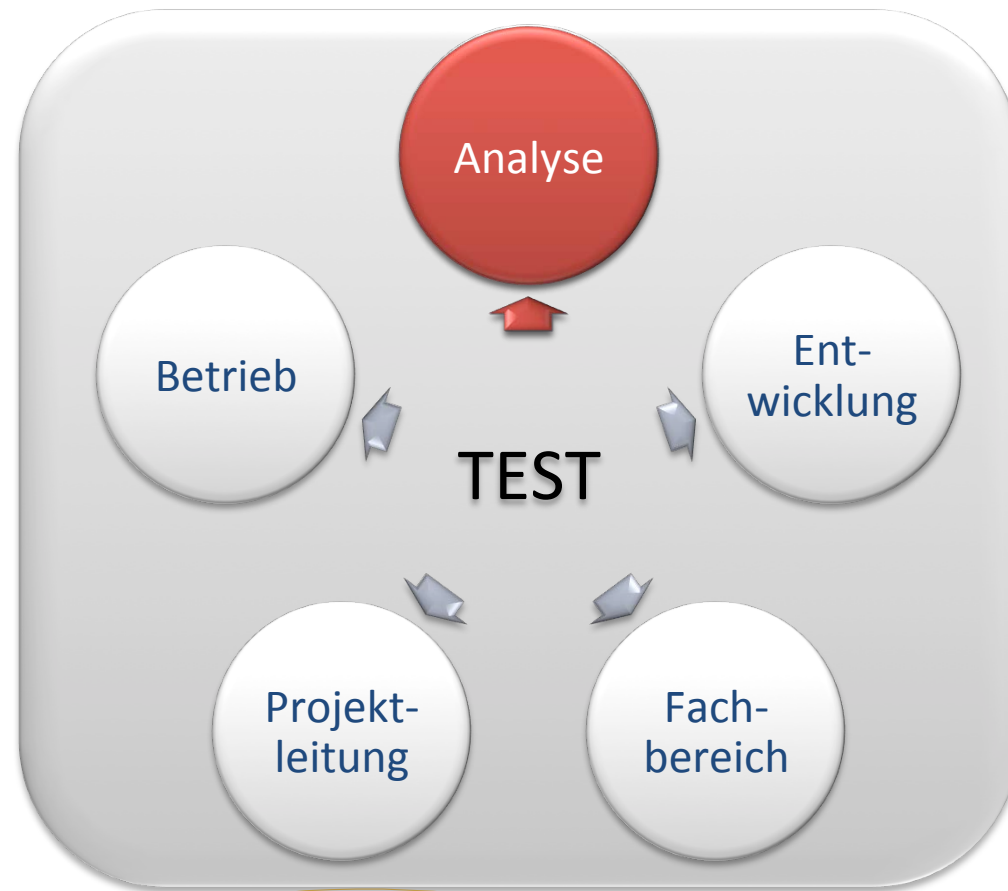 Analyse
Betrieb
Ent-
wicklung
TEST
Projekt-
leitung
Fach-
bereich